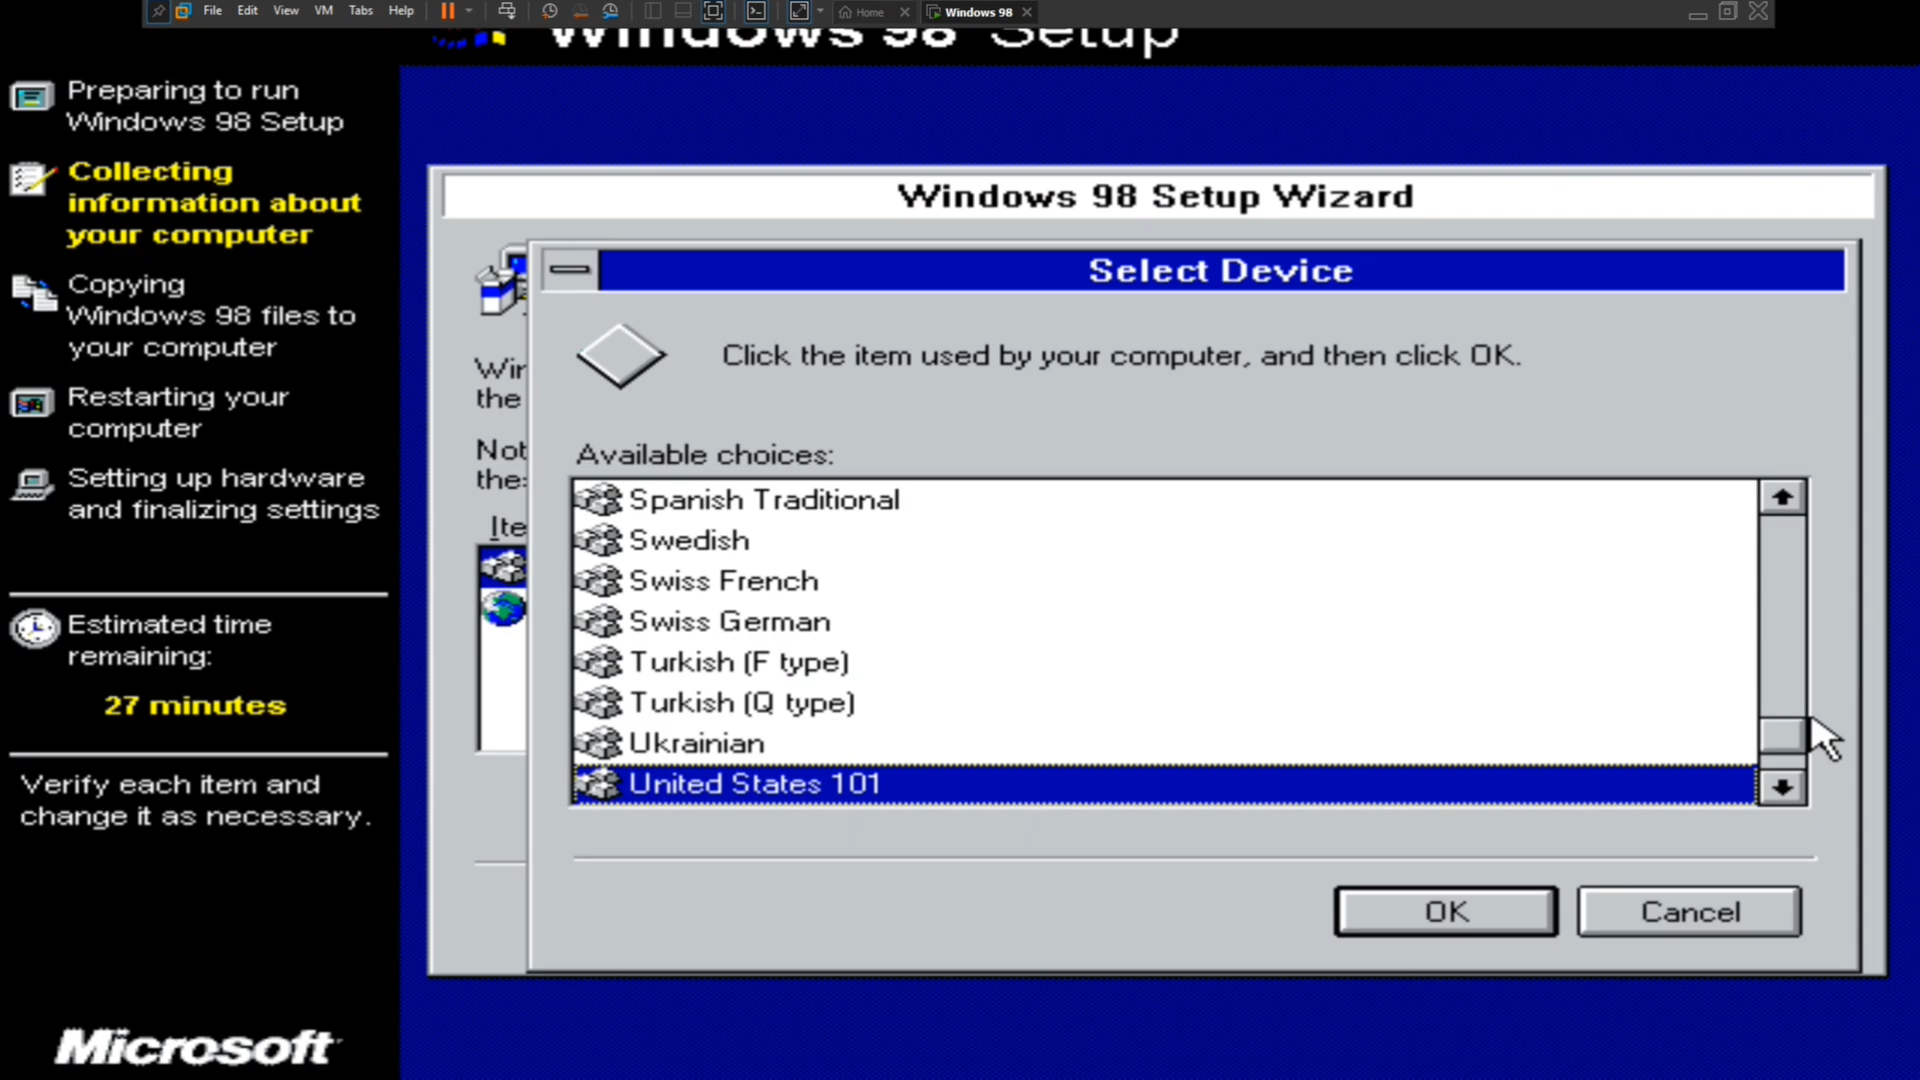 File Edit View VM Tabs Help Home Windows 98
Windows 98 Setup
Preparing to run
Windows 98 Setup
Collecting
information about
your computer
Copying
Windows 98 files to
your computer
Restarting your
computer
Setting up hardware
and finalizing settings
Estimated time
remaining:
27 minutes
Verify each item and
change it as necessary.
Microsoft
Windows 98 Setup Wizard
Select Device
Click the item used by your computer, and then click OK.
the
Available choices:
Spanish Traditional
Swedish
Swiss French
Swiss German
Turkish (F type)
Turkish (Q type)
Ukrainian
United States 101
OK Cancel